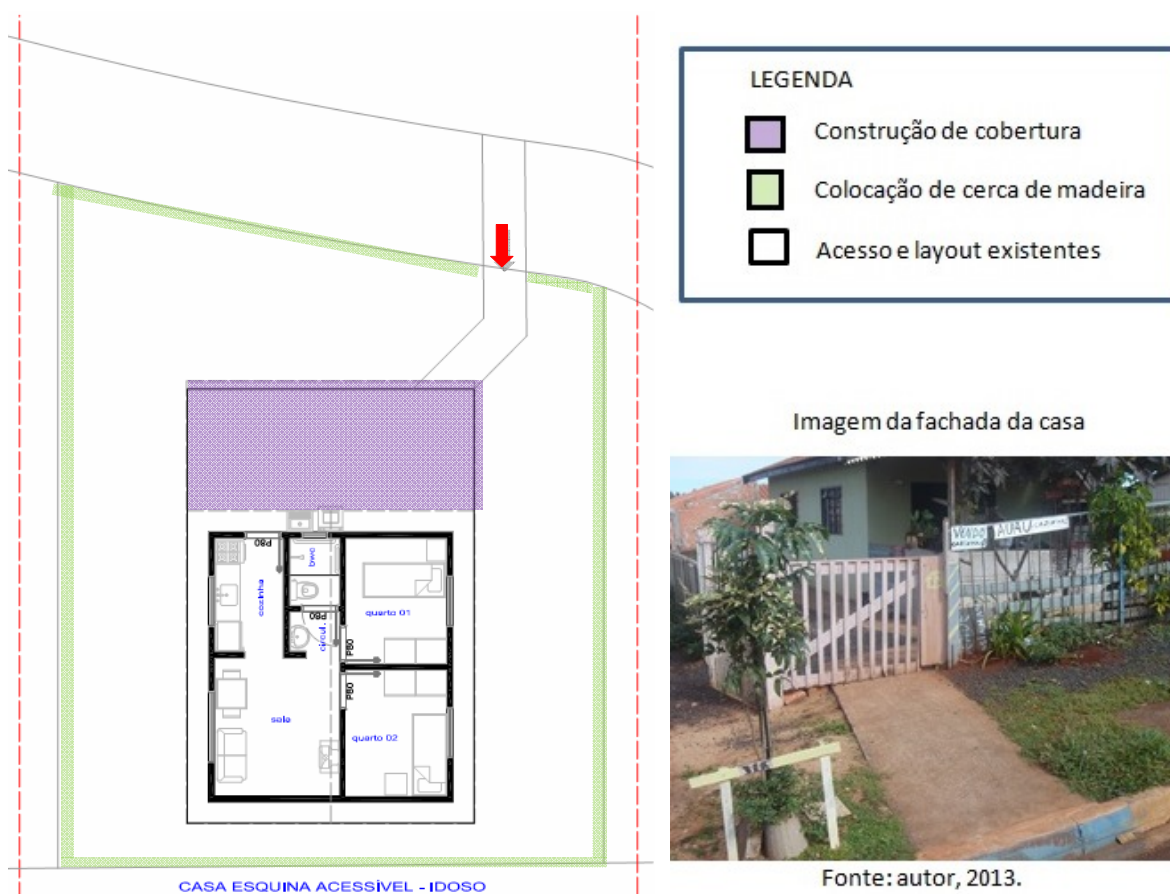 LEGENDA
Construção de cobertura
Colocação de cerca de madeira
Acesso e layout existentes
Imagem da fachada da casa
VENDO
P80
bwc
cozinha
P80
circul.
quarto 01
P80
P80
sala
quarto 02
CASA ESQUINA ACESSÍVEL - IDOSO
Fonte: autor, 2013.